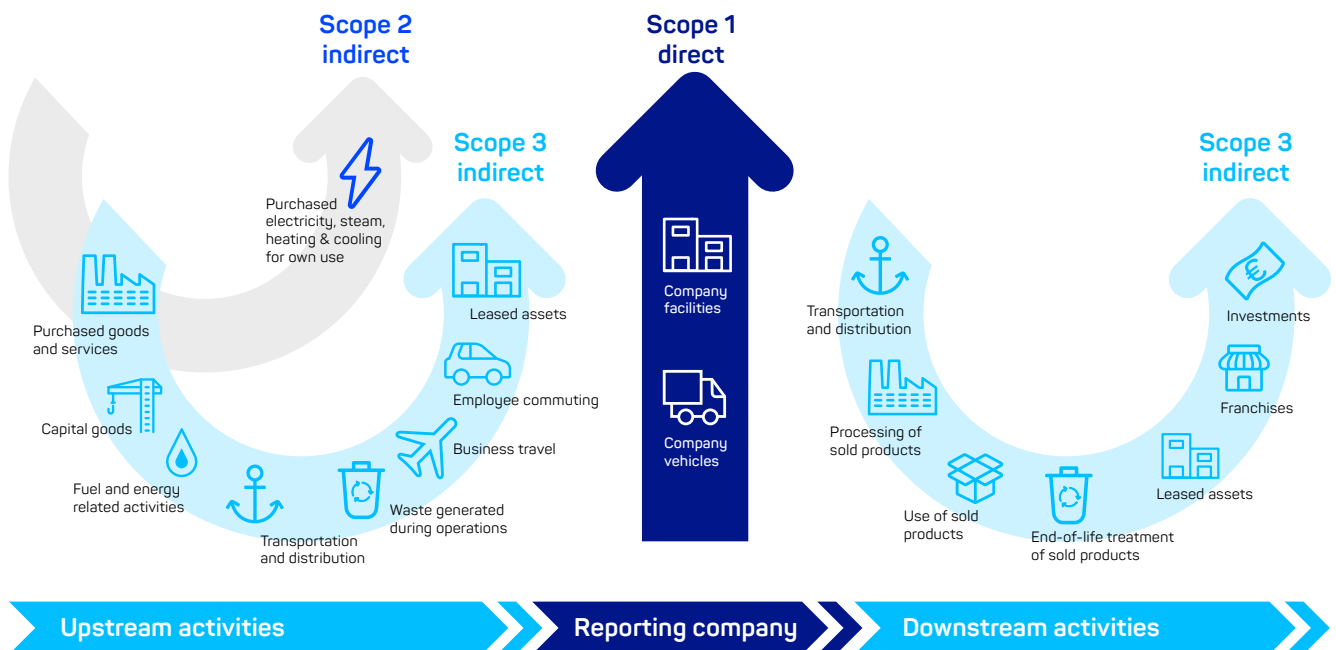 Scope 2
indirect
Scope 1
direct
Scope 3
indirect
Scope 3
indirect
Purchased
electricity, steam,
heating & cooling
for own use
Purchased goods
and services
Capital goods
Fuel and energy
related activities
Transportation
and distribution
Waste generated
during operations
Business travel
Employee commuting
Leased assets
Company
facilities
Company
vehicles
Transportation
and distribution
Processing of
sold products
Use of sold
products
End-of-life treatment
of sold products
Leased assets
Franchises
Investments
€
Upstream activities
Reporting company
Downstream activities